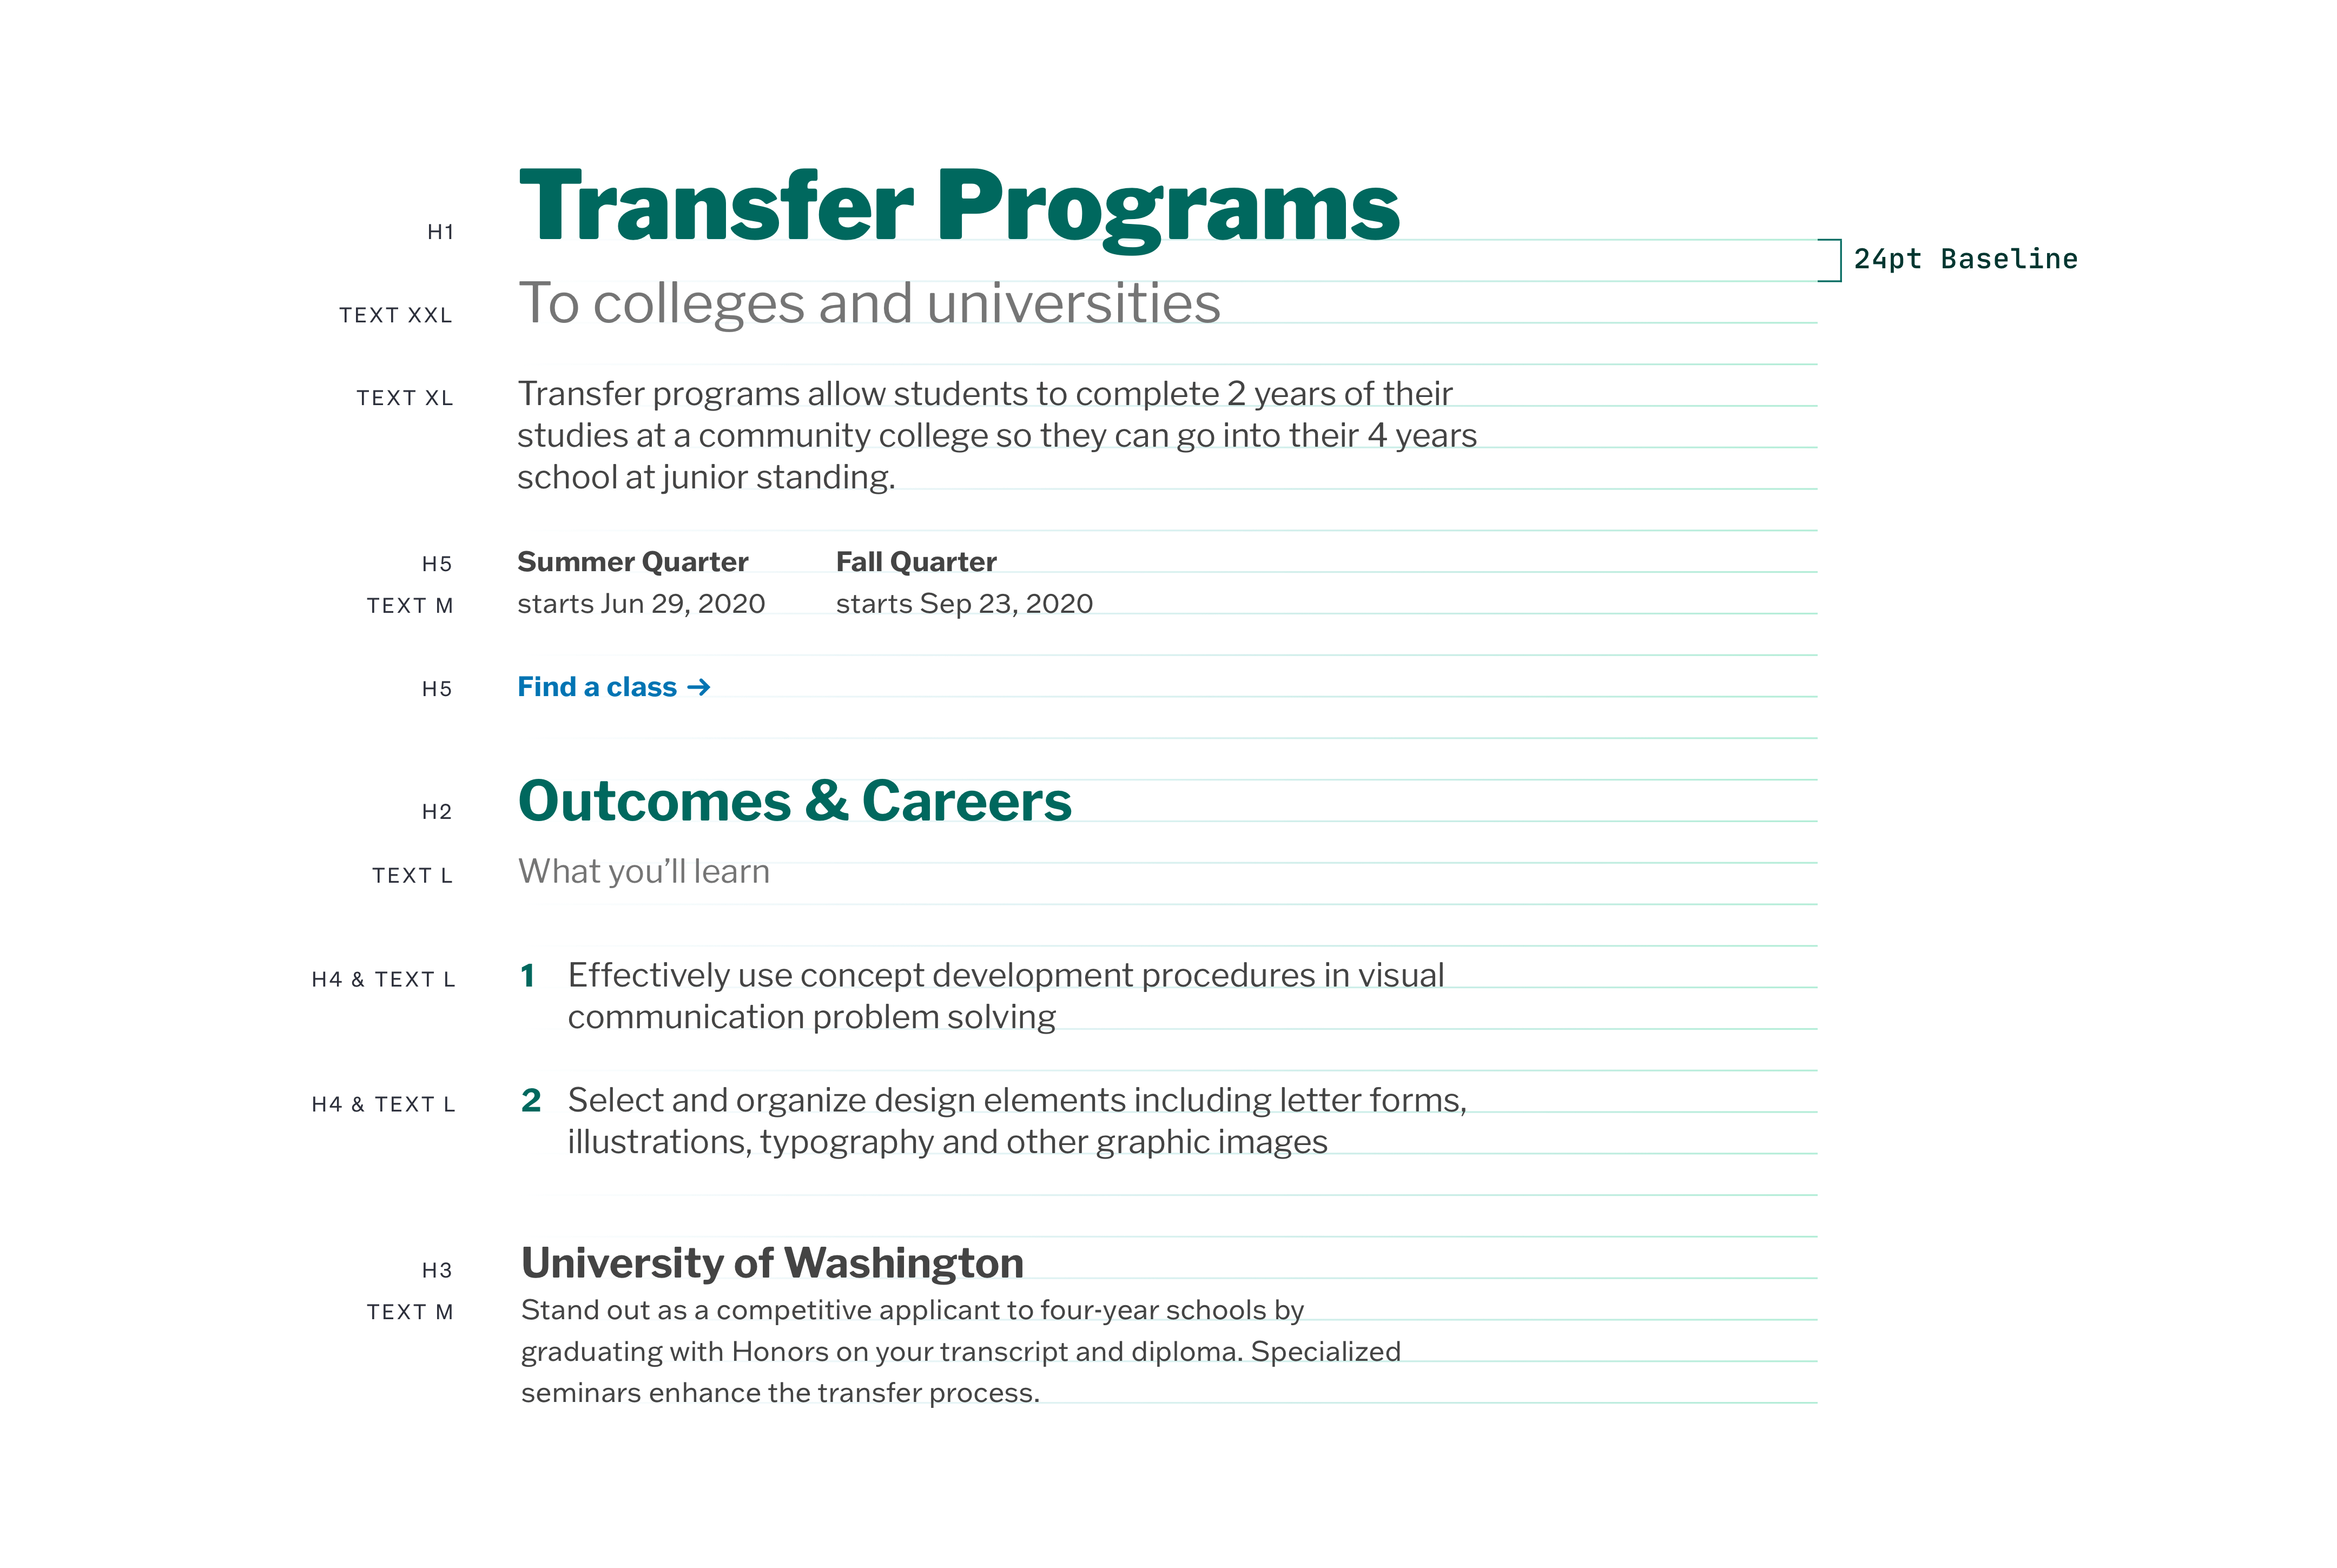 H1 Transfer Programs
24pt Baseline
TEXT XXL To colleges and universities
TEXT XL Transfer programs allow students to complete 2 years of their
studies at a community college so they can go into their 4 years
school at junior standing.
H5 Summer Quarter Fall Quarter
TEXT M starts Jun 29, 2020 starts Sep 23, 2020
H5 Find a class →
H2 Outcomes & Careers
TEXT L What you’ll learn
H4 & TEXT L 1 Effectively use concept development procedures in visual
communication problem solving
H4 & TEXT L 2 Select and organize design elements including letter forms,
illustrations, typography and other graphic images
H3 University of Washington
TEXT M Stand out as a competitive applicant to four-year schools by
graduating with Honors on your transcript and diploma. Specialized
seminars enhance the transfer process.